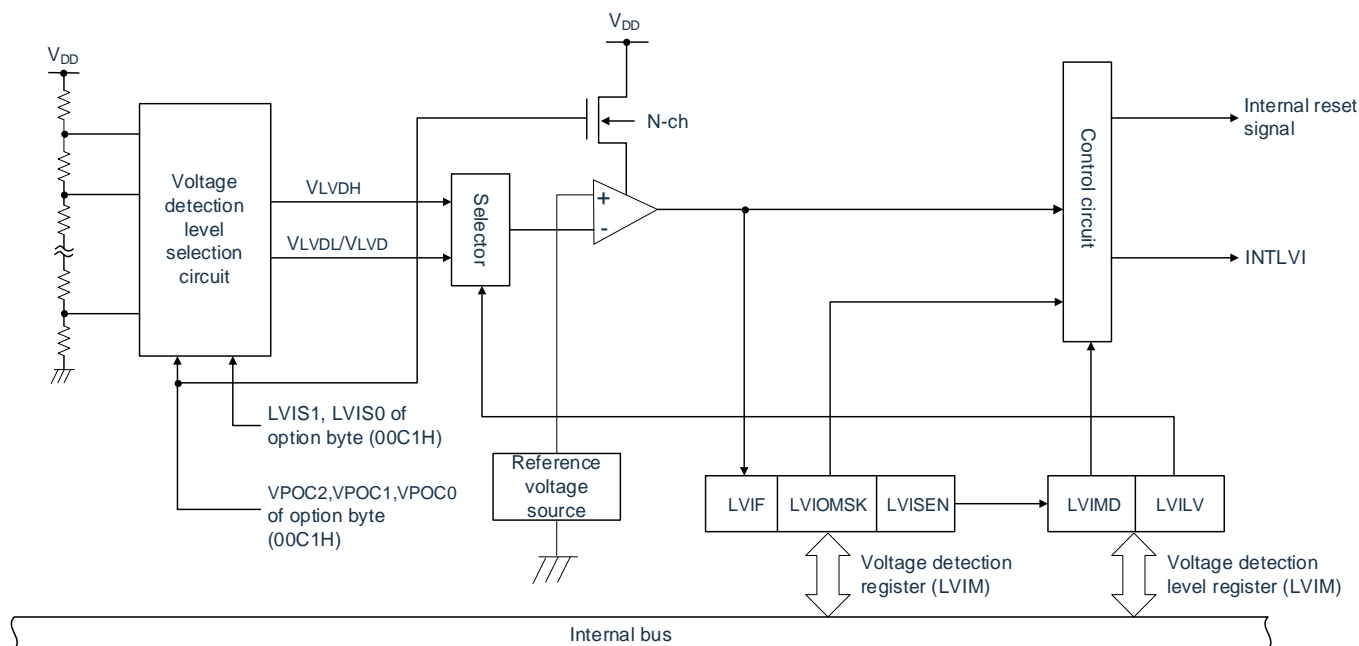 VDD
VDD
N-ch
Voltage
detection
level
selection
circuit
VLVDH
VLVDL/VLVD
Selector
+
-
Control circuit
Internal reset
signal
INTLVI
LVIS1, LVIS0 of
option byte (00C1H)
VPOC2,VPOC1,VPOC0
of option byte
(00C1H)
Reference
voltage
source
LVIF
LVIOMSK
LVISEN
LVIMD
LVILV
Voltage detection
register (LVIM)
Voltage detection
level register (LVIM)
Internal bus